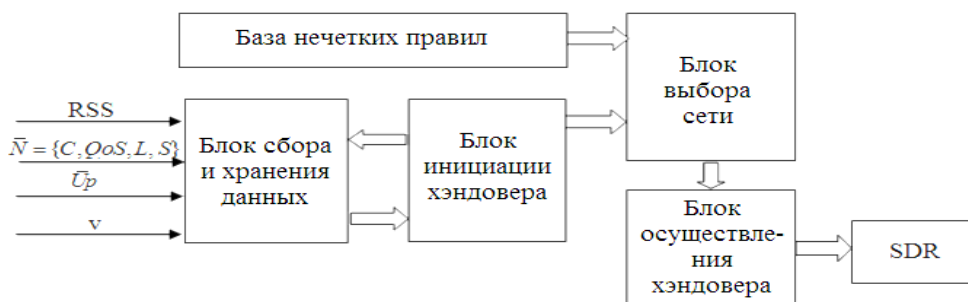 База нечетких правил
Блок
выбора
сети
RSS
N̅ = {C, QoS, L, S}
U̅p
v
Блок сбора
и хранения
данных
Блок
инициации
хэндовера
Блок
осуществле-
ния
хэндовера
SDR